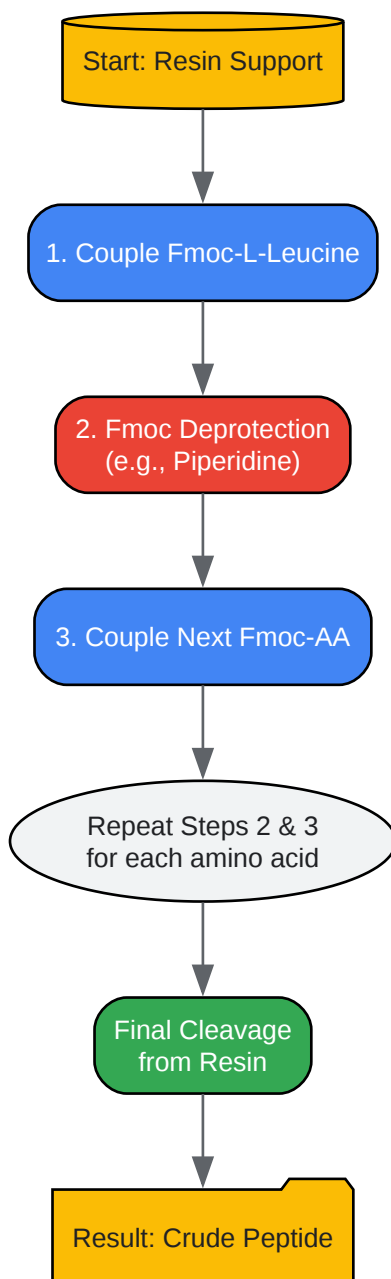 Start: Resin Support
1. Couple Fmoc-L-Leucine
2. Fmoc Deprotection
(e.g., Piperidine)
3. Couple Next Fmoc-AA
Repeat Steps 2 & 3
for each amino acid
Final Cleavage
from Resin
Result: Crude Peptide